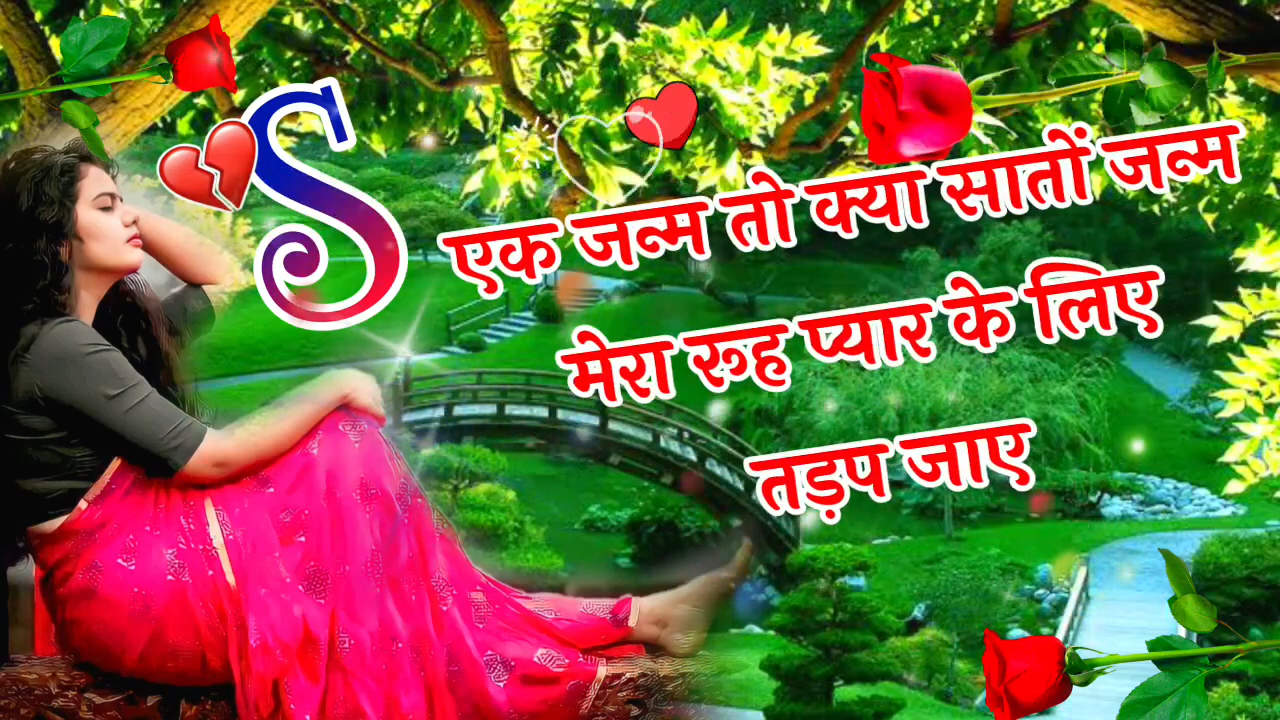 S
एक जन्म तो क्या सातों जन्म
मेरा रुह प्यार के लिए
तड़प जाए